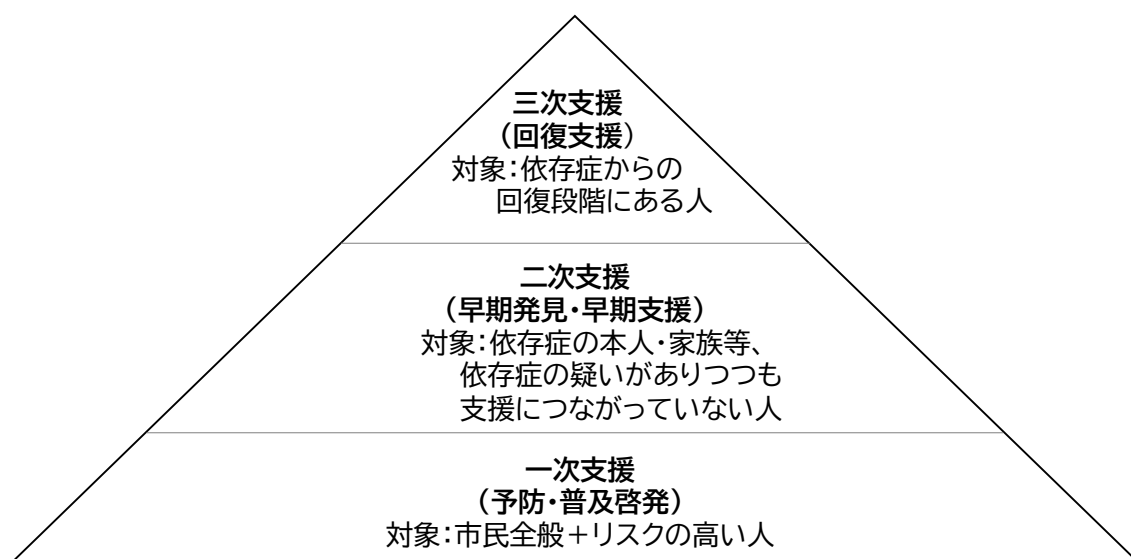 三次支援
（回復支援）
対象：依存症からの
回復段階にある人
二次支援
（早期発見・早期支援）
対象：依存症の本人・家族等、
依存症の疑いがありつつも
支援につながっていない人
一次支援
（予防・普及啓発）
対象：市民全般＋リスクの高い人